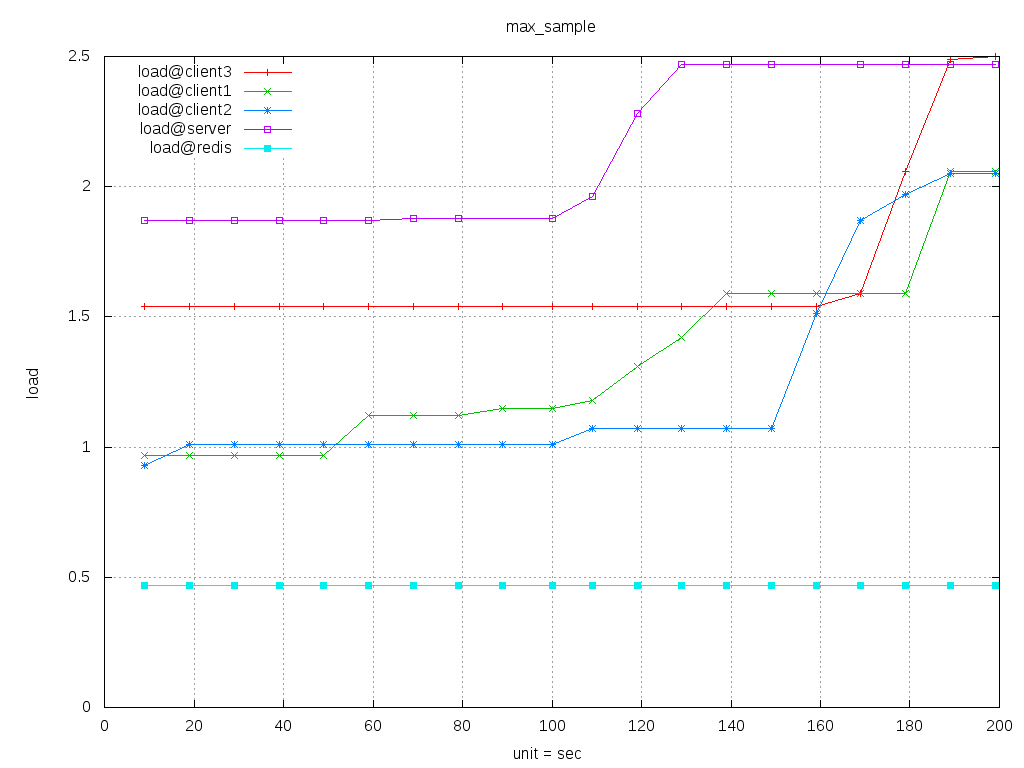 max_sample
2.5
2
1.5
1
0.5
0
load
load@client3
load@client1
load@client2
load@server
load@redis
0 20 40 60 80 100 120 140 160 180 200
unit = sec